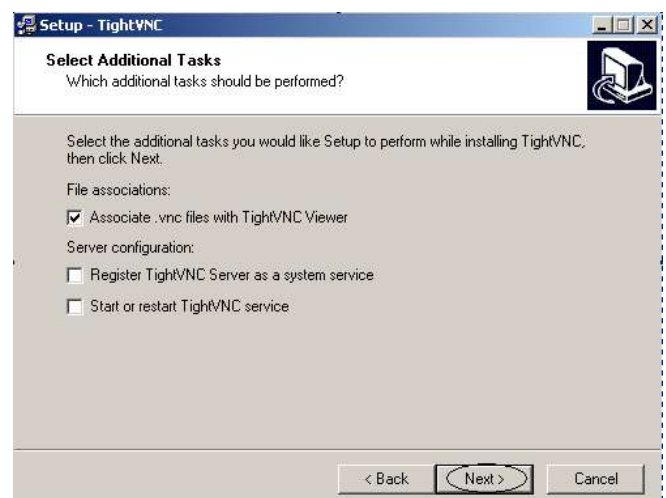 Setup - TightVNC
Select Additional Tasks
Which additional tasks should be performed?
Select the additional tasks you would like Setup to perform while installing TightVNC,
then click Next.
File associations:
Associate .vnc files with TightVNC Viewer
Server configuration:
Register TightVNC Server as a system service
Start or restart TightVNC service
< Back
Next >
Cancel